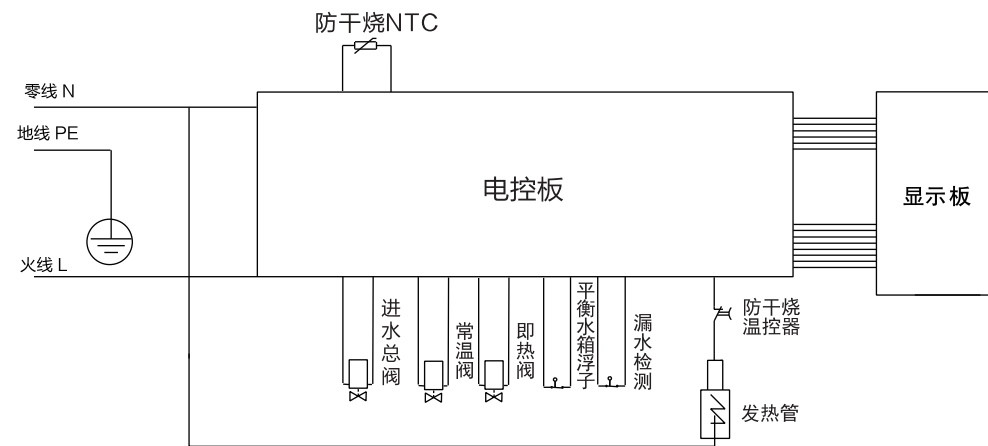 防干烧NTC
零线 N
地线 PE
电控板
显示板
火线 L
进水总阀
常温阀
即热阀
平衡水箱浮子
漏水检测
防干烧
温控器
发热管